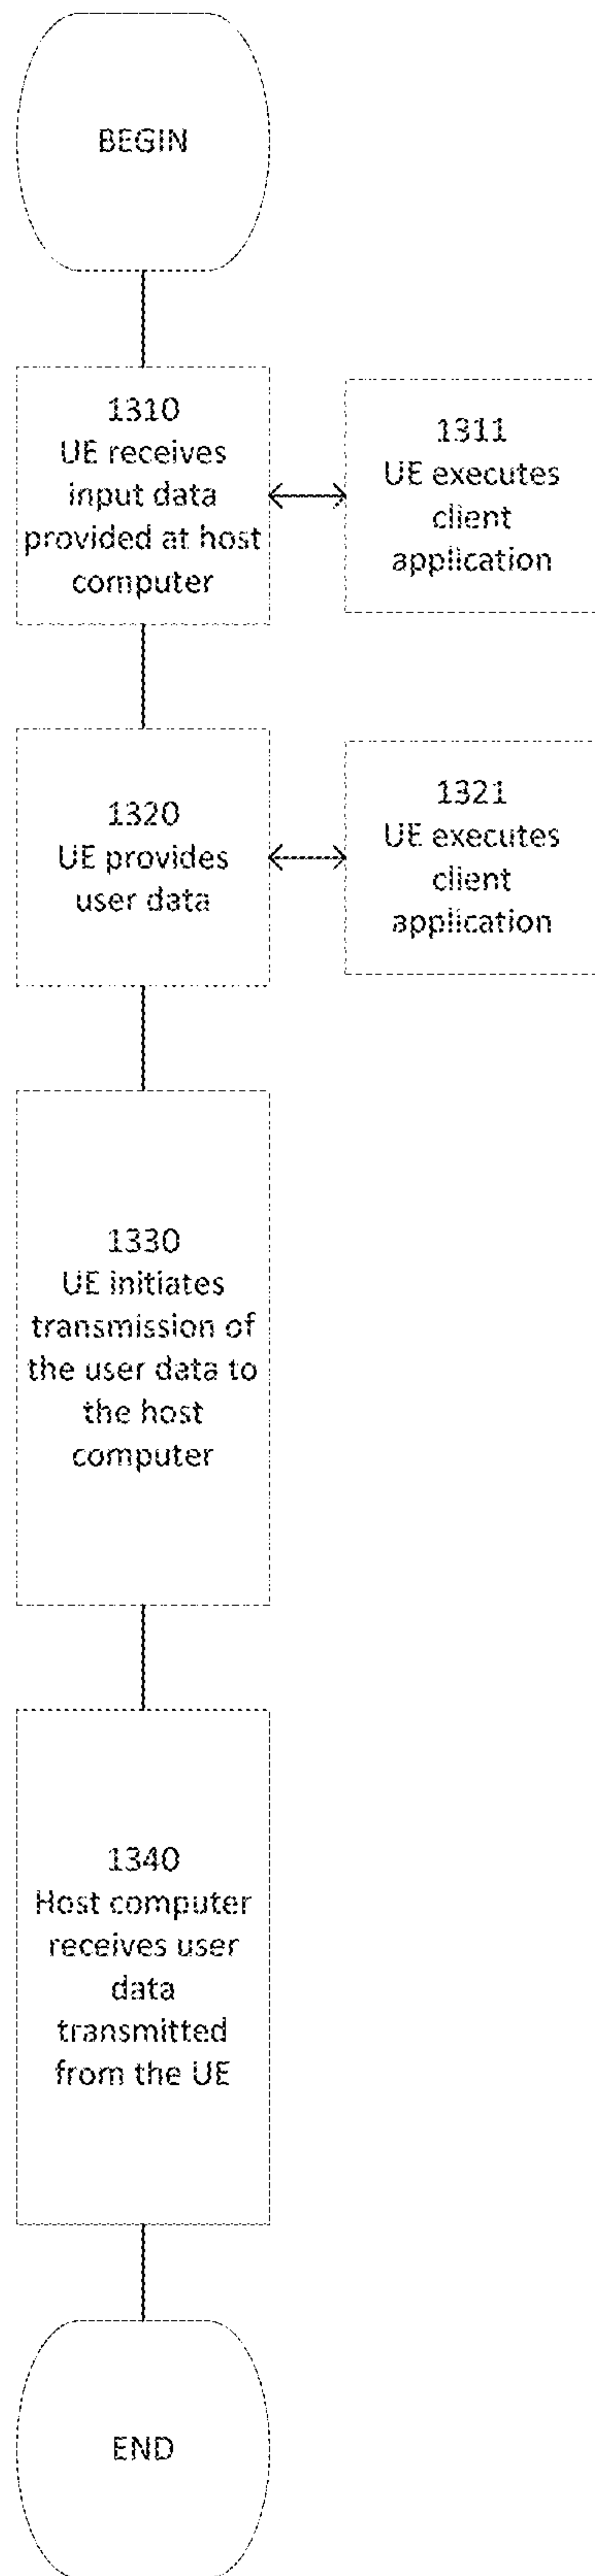 BEGIN
1310
UE receives
input data
provided at host
computer
1311
UE executes
client
application
1320
UE provides
user data
1321
UE executes
client
application
1330
UE initiates
transmission of
the user data to
the host
computer
1340
Host computer
receives user
data
transmitted
from the UE
END